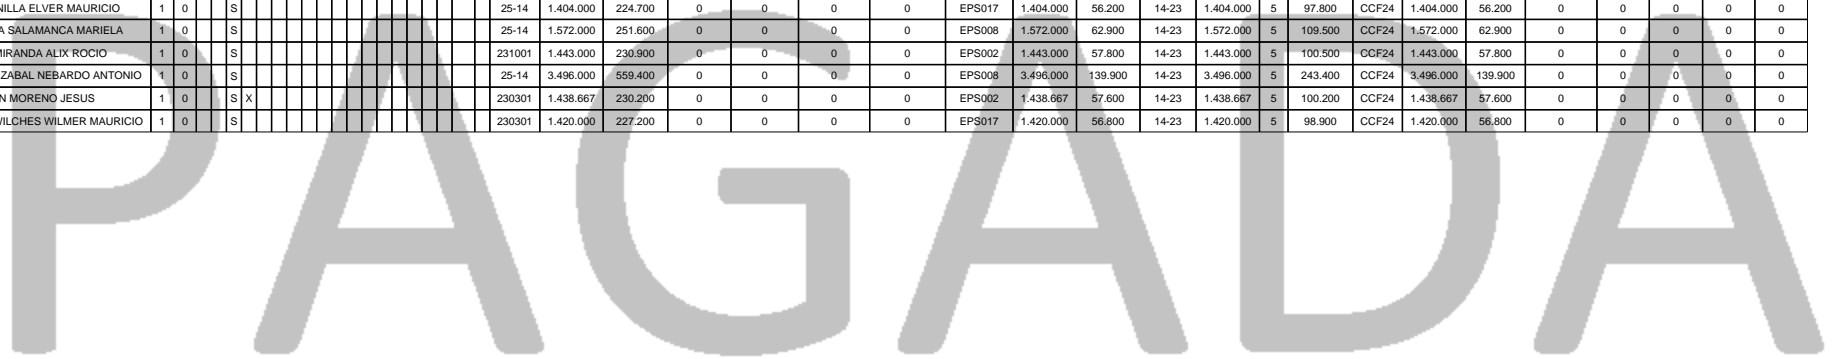 NILLA ELVER MAURICIO 1 0 S 25-14 1.404.000 224.700 0 0 0 0 EPS017 1.404.000 56.200 14-23 1.404.000 5 97.800 CCF24 1.404.000 56.200 0 0 0 0 0
A SALAMANCA MARIELA 1 0 S 25-14 1.572.000 251.600 0 0 0 0 EPS008 1.572.000 62.900 14-23 1.572.000 5 109.500 CCF24 1.572.000 62.900 0 0 0 0 0
MIRANDA ALIX ROCIO 1 0 S 231001 1.443.000 230.900 0 0 0 0 EPS002 1.443.000 57.800 14-23 1.443.000 5 100.500 CCF24 1.443.000 57.800 0 0 0 0 0
ZABAL NEBARDO ANTONIO 1 0 S 25-14 3.496.000 559.400 0 0 0 0 EPS008 3.496.000 139.900 14-23 3.496.000 5 243.400 CCF24 3.496.000 139.900 0 0 0 0 0
N MORENO JESUS 1 0 S X 230301 1.438.667 230.200 0 0 0 0 EPS002 1.438.667 57.600 14-23 1.438.667 5 100.200 CCF24 1.438.667 57.600 0 0 0 0 0
WILCHES WILMER MAURICIO 1 0 S 230301 1.420.000 227.200 0 0 0 0 EPS017 1.420.000 56.800 14-23 1.420.000 5 98.900 CCF24 1.420.000 56.800 0 0 0 0 0
PAGADA